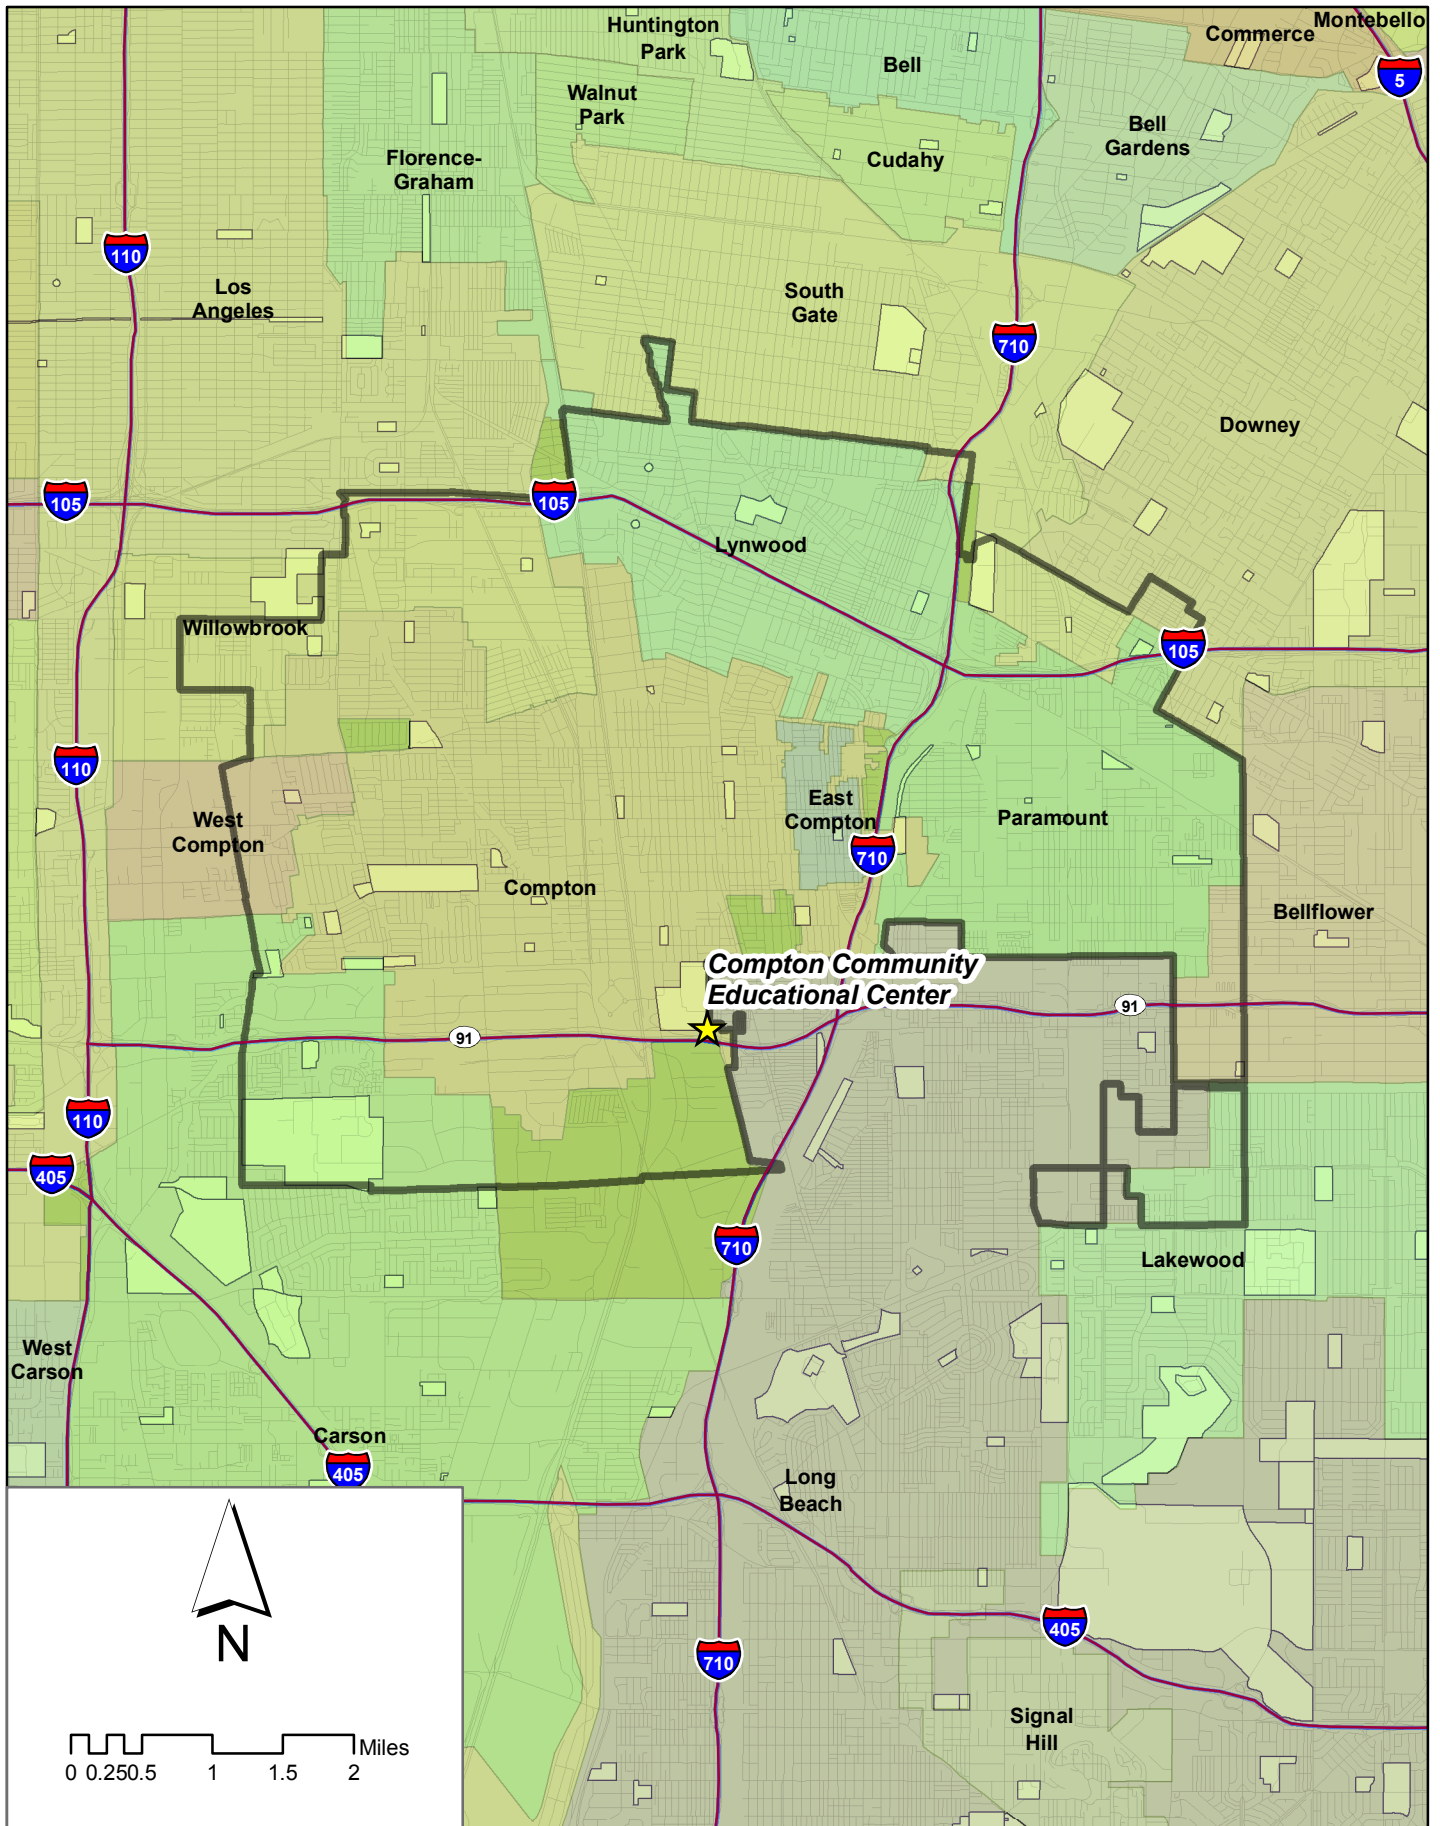 Huntington
Park
Commerce
Montebello
5
Bell
Walnut
Park
Bell
Gardens
Florence-
Graham
Cudahy
110
Los
Angeles
South
Gate
710
Downey
105
105
Lynwood
Willowbrook
105
110
West
Compton
East
Compton
Paramount
710
Compton
Bellflower
Compton Community
Educational Center
91
91
110
405
710
Lakewood
West
Carson
Carson
405
Long
Beach
N
405
710
Signal
Hill
Miles
0 0.250.5 1 1.5 2